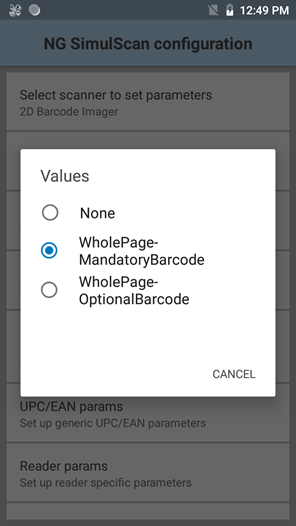 12:49 PM
NG SimulScan configuration
Select scanner to set parameters
2D Barcode Imager
Values
None
WholePage-
MandatoryBarcode
WholePage-
OptionalBarcode
CANCEL
UPC/EAN params
Set up generic UPC/EAN parameters
Reader params
Set up reader specific parameters